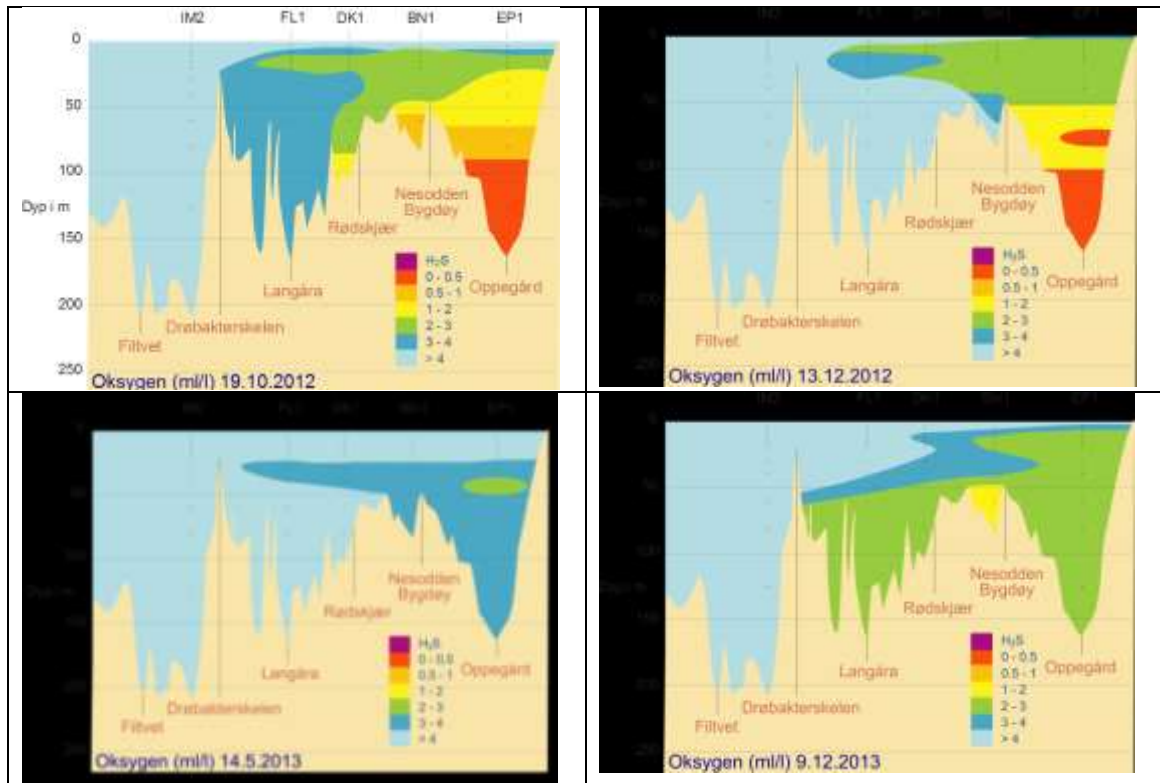 IM2 FL1 DK1 BN1 EP1
0
50
100
Dyp i m
150
200
250
Nesodden
Bygdøy
Rødskjær
Oppegård
Langåra
Drøbakterskelen
Filtvet
H₂S
0 - 0.5
0.5 - 1
1 - 2
2 - 3
3 - 4
> 4
Oksygen (ml/l) 19.10.2012
Nesodden
Bygdøy
Rødskjær
Oppegård
Langåra
Drøbakterskelen
Filtvet
H₂S
0 - 0.5
0.5 - 1
1 - 2
2 - 3
3 - 4
> 4
Oksygen (ml/l) 13.12.2012
Nesodden
Bygdøy
Rødskjær
Oppegård
Langåra
Drøbakterskelen
Filtvet
H₂S
0 - 0.5
0.5 - 1
1 - 2
2 - 3
3 - 4
> 4
Oksygen (ml/l) 14.5.2013
Nesodden
Bygdøy
Rødskjær
Oppegård
Langåra
Drøbakterskelen
Filtvet
H₂S
0 - 0.5
0.5 - 1
1 - 2
2 - 3
3 - 4
> 4
Oksygen (ml/l) 9.12.2013